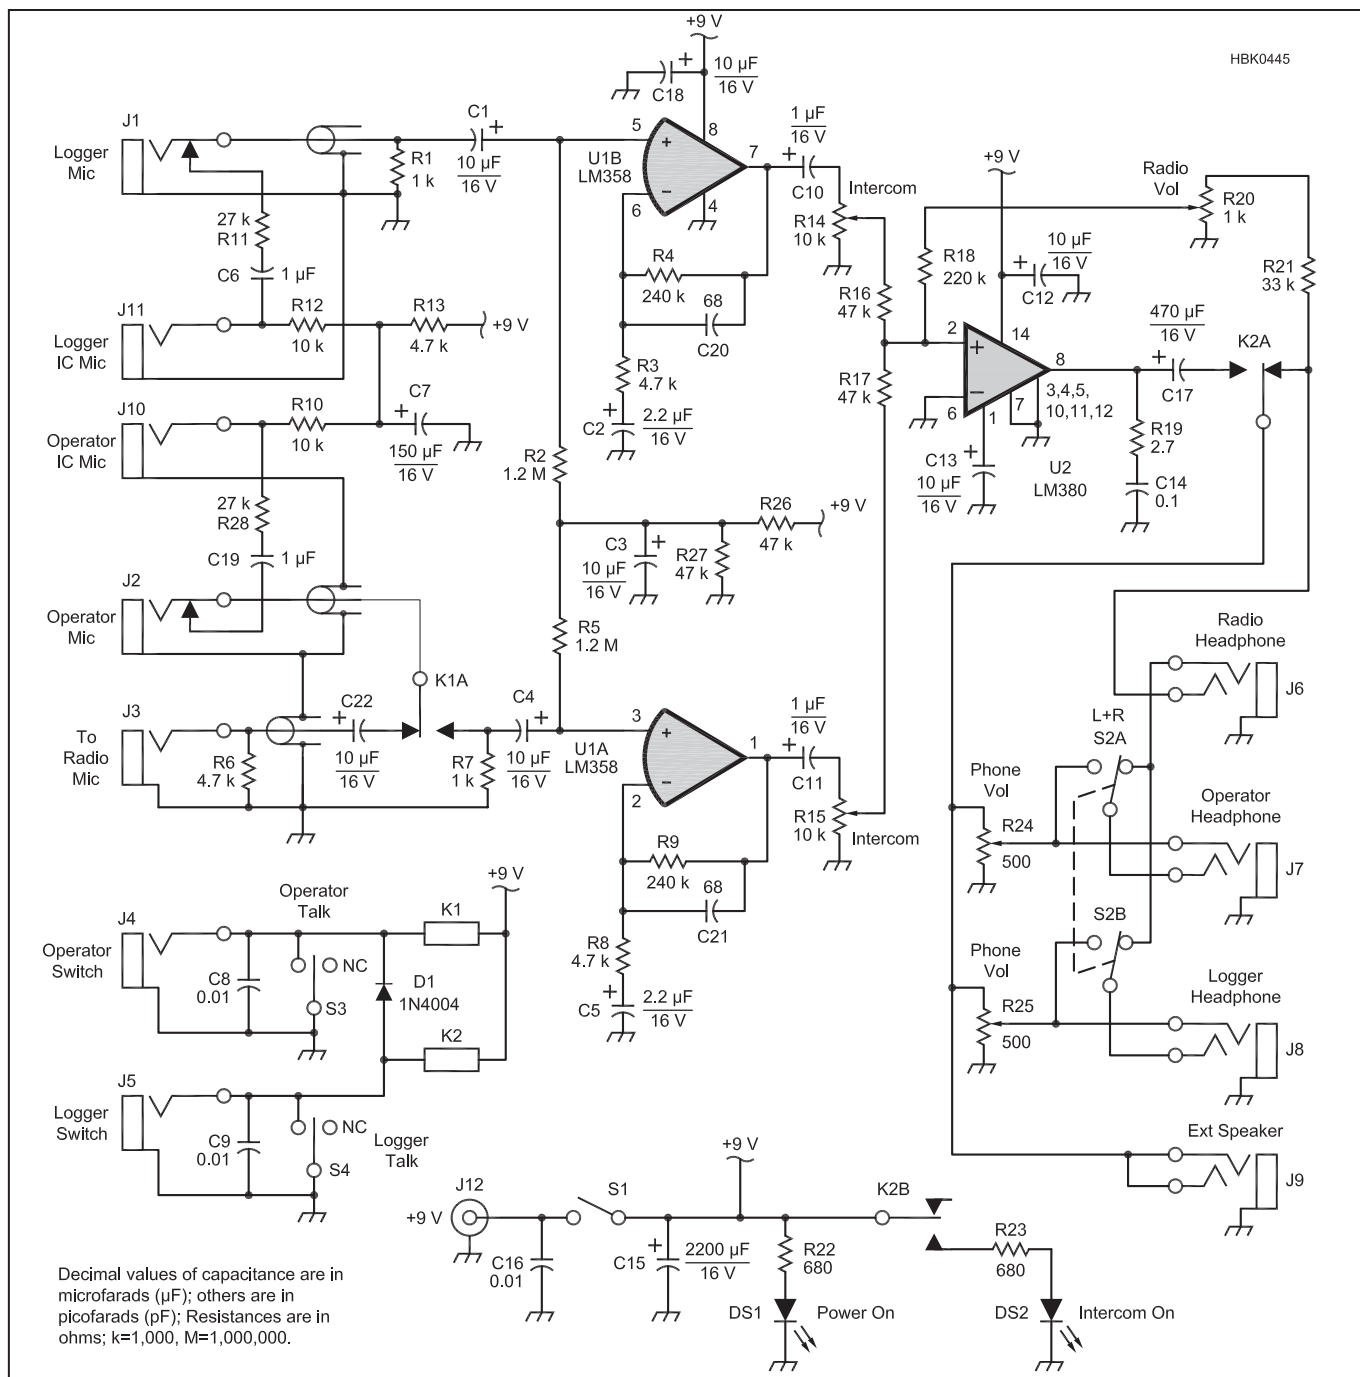 HBK0445
+9 V
10 µF
16 V
C18
J1
Logger
Mic
C1
+
10 µF
16 V
R1
1 k
5
8
7
6
4
+
–
U1B
LM358
1 µF
16 V
+
C10
Intercom
R14
10 k
+9 V
Radio
Vol
R20
1 k
27 k
R11
C6
1 µF
R4
240 k
68
C20
R18
220 k
10 µF
16 V
+
C12
R21
33 k
J11
Logger
IC Mic
R12
10 k
R13
4.7 k
+9 V
R16
47 k
2
+
–
14
8
6
1
7
3,4,5,
10,11,12
470 µF
16 V
+
C17
K2A
R3
4.7 k
C2
+
2.2 µF
16 V
R17
47 k
J10
Operator
IC Mic
R10
10 k
+
C7
150 µF
16 V
R19
2.7
C14
0.1
R2
1.2 M
C13
+
10 µF
16 V
U2
LM380
27 k
R28
C19
1 µF
R26
47 k
+9 V
C3
+
10 µF
16 V
R27
47 k
J2
Operator
Mic
R5
1.2 M
K1A
Radio
Headphone
J6
J3
To
Radio
Mic
R6
4.7 k
C22
+
10 µF
16 V
R7
1 k
C4
+
10 µF
16 V
U1A
LM358
3
2
1
+
–
1 µF
16 V
+
C11
R15
10 k
Intercom
L+R
S2A
Phone
Vol
R24
500
Operator
Headphone
J7
R9
240 k
68
C21
R8
4.7 k
C5
+
2.2 µF
16 V
S2B
Phone
Vol
R25
500
Logger
Headphone
J8
+9 V
Operator
Talk
K1
J4
Operator
Switch
C8
0.01
NC
S3
D1
1N4004
K2
J5
Logger
Switch
C9
0.01
NC
S4
Logger
Talk
Ext Speaker
J9
J12
+9 V
S1
+9 V
K2B
C16
0.01
+
C15
2200 µF
16 V
R22
680
R23
680
DS1
Power On
DS2
Intercom On
Decimal values of capacitance are in
microfarads (µF); others are in
picofarads (pF); Resistances are in
ohms; k=1,000, M=1,000,000.